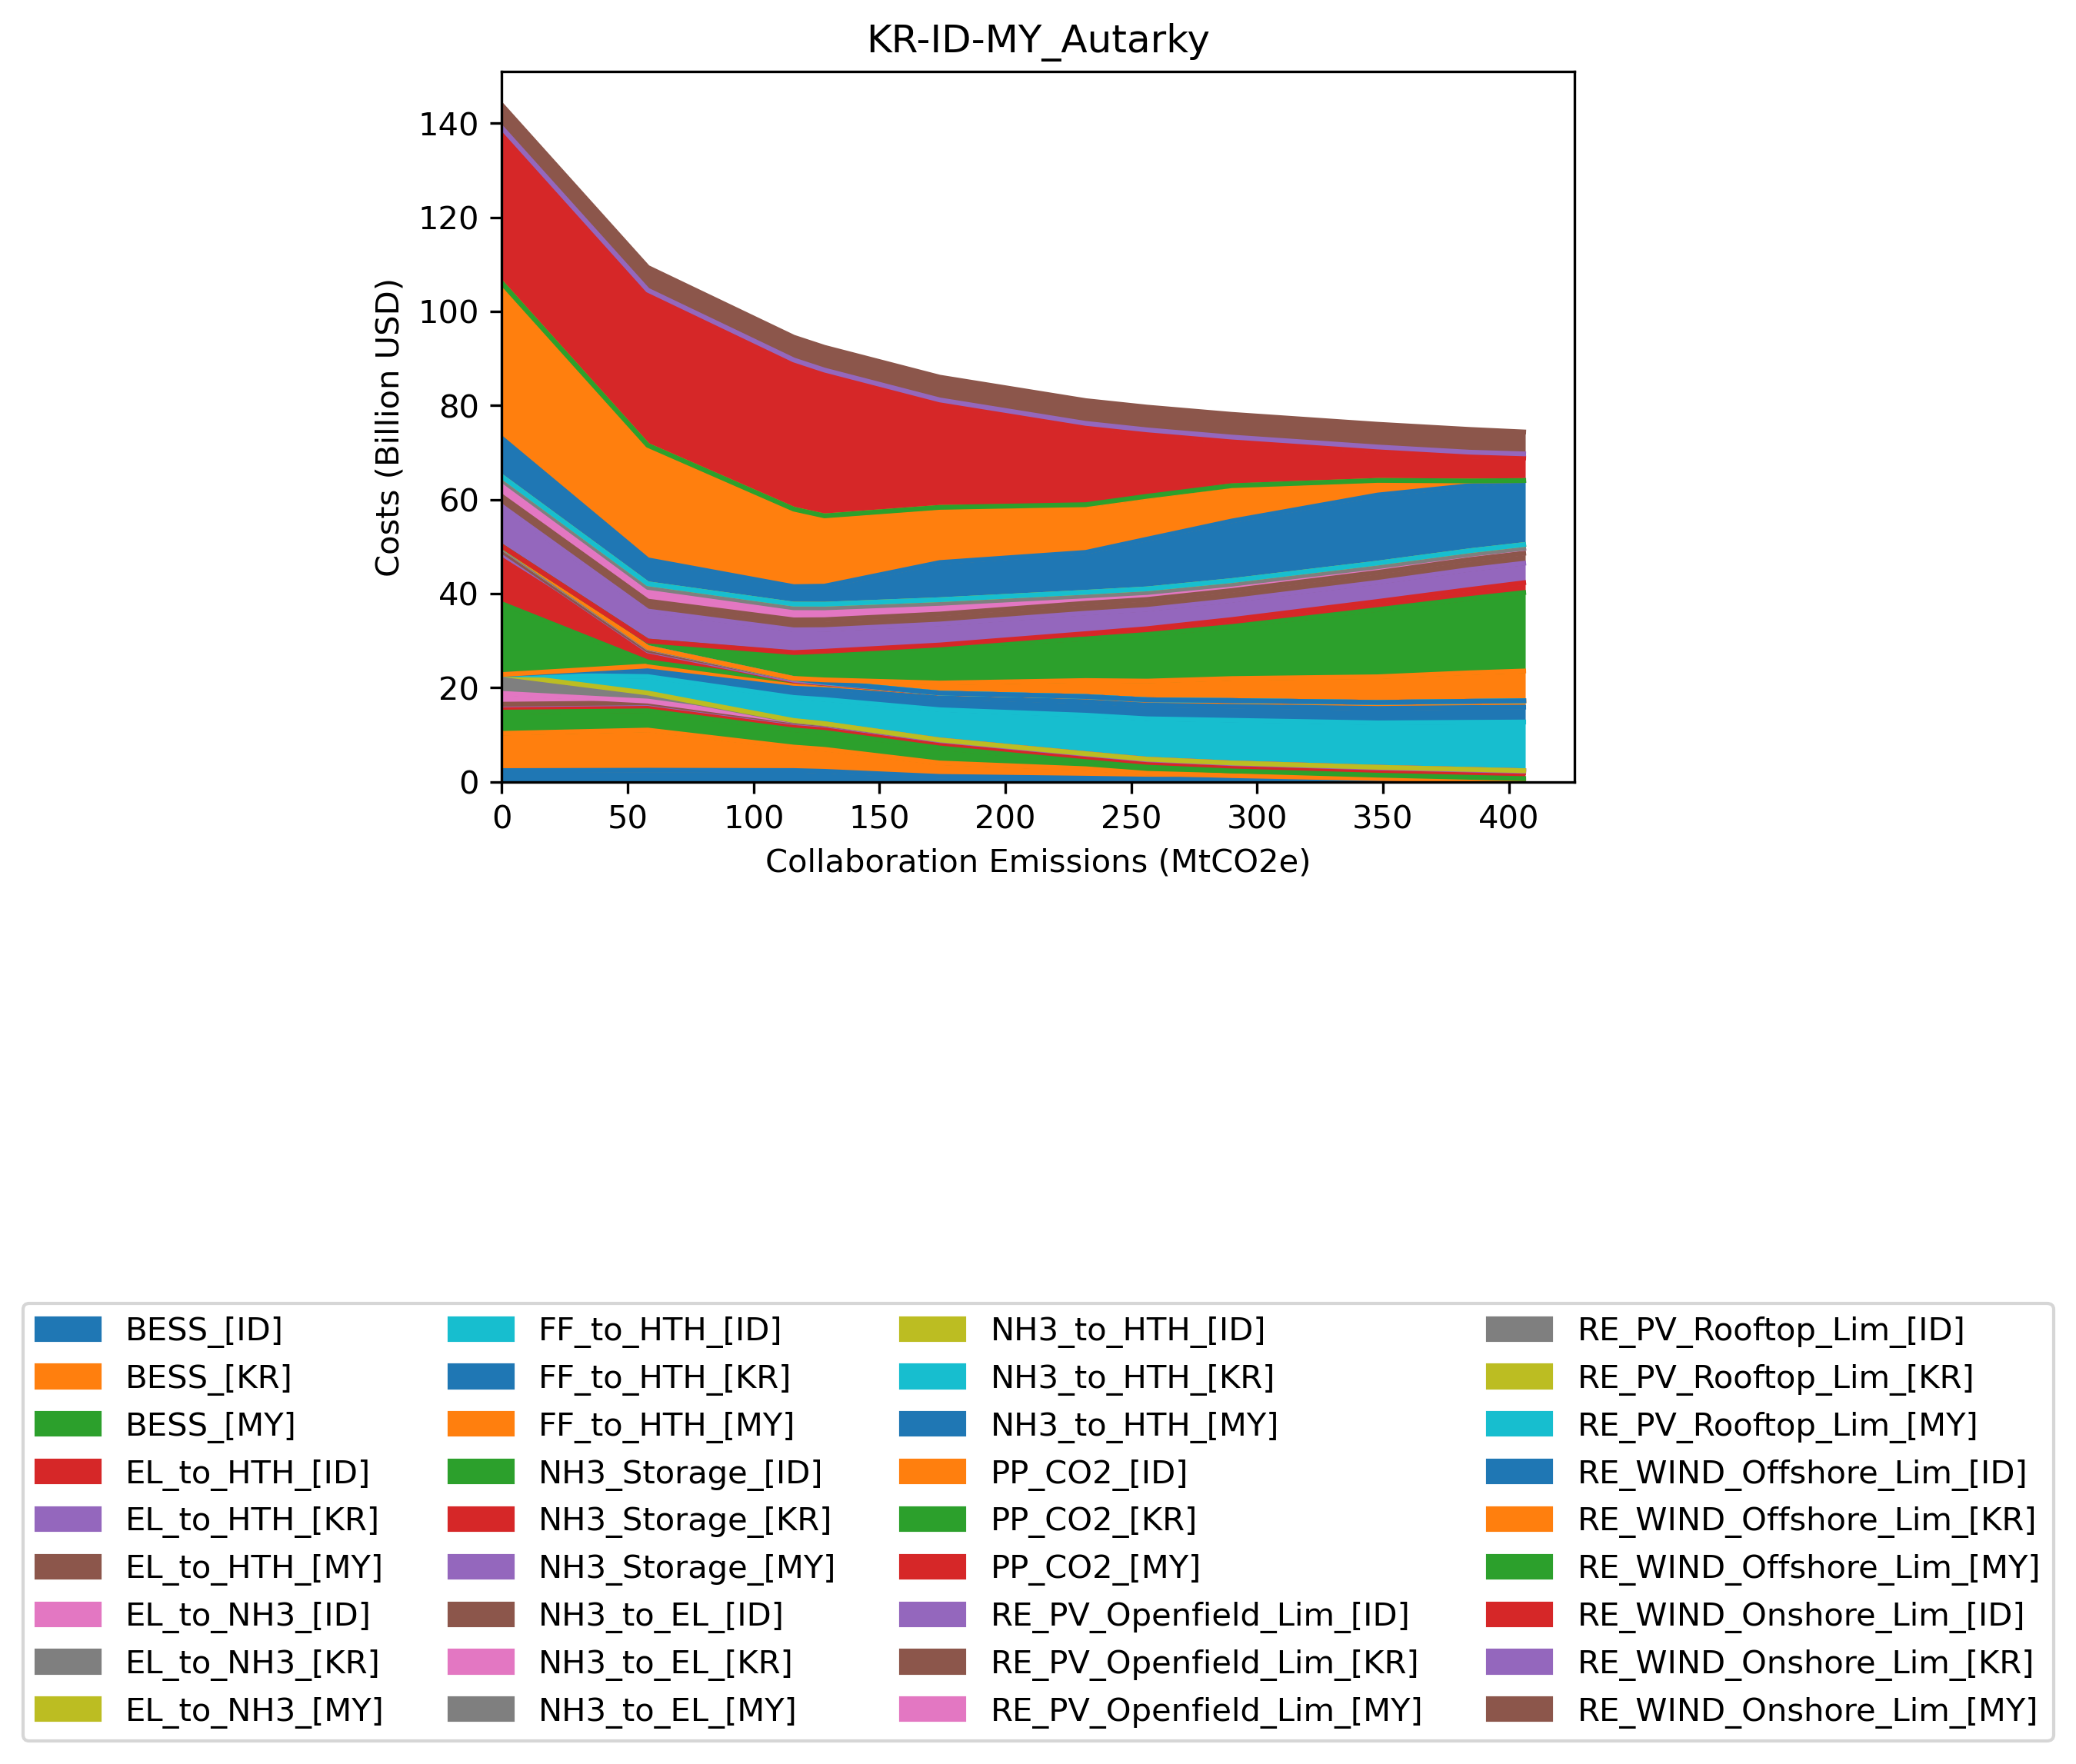 KR-ID-MY_Autarky
140
120
100
80
60
40
20
0
Costs (Billion USD)
0 50 100 150 200 250 300 350 400
Collaboration Emissions (MtCO2e)
BESS_[ID]
BESS_[KR]
BESS_[MY]
EL_to_HTH_[ID]
EL_to_HTH_[KR]
EL_to_HTH_[MY]
EL_to_NH3_[ID]
EL_to_NH3_[KR]
EL_to_NH3_[MY]
FF_to_HTH_[ID]
FF_to_HTH_[KR]
FF_to_HTH_[MY]
NH3_Storage_[ID]
NH3_Storage_[KR]
NH3_Storage_[MY]
NH3_to_EL_[ID]
NH3_to_EL_[KR]
NH3_to_EL_[MY]
NH3_to_HTH_[ID]
NH3_to_HTH_[KR]
NH3_to_HTH_[MY]
PP_CO2_[ID]
PP_CO2_[KR]
PP_CO2_[MY]
RE_PV_Openfield_Lim_[ID]
RE_PV_Openfield_Lim_[KR]
RE_PV_Openfield_Lim_[MY]
RE_PV_Rooftop_Lim_[ID]
RE_PV_Rooftop_Lim_[KR]
RE_PV_Rooftop_Lim_[MY]
RE_WIND_Offshore_Lim_[ID]
RE_WIND_Offshore_Lim_[KR]
RE_WIND_Offshore_Lim_[MY]
RE_WIND_Onshore_Lim_[ID]
RE_WIND_Onshore_Lim_[KR]
RE_WIND_Onshore_Lim_[MY]